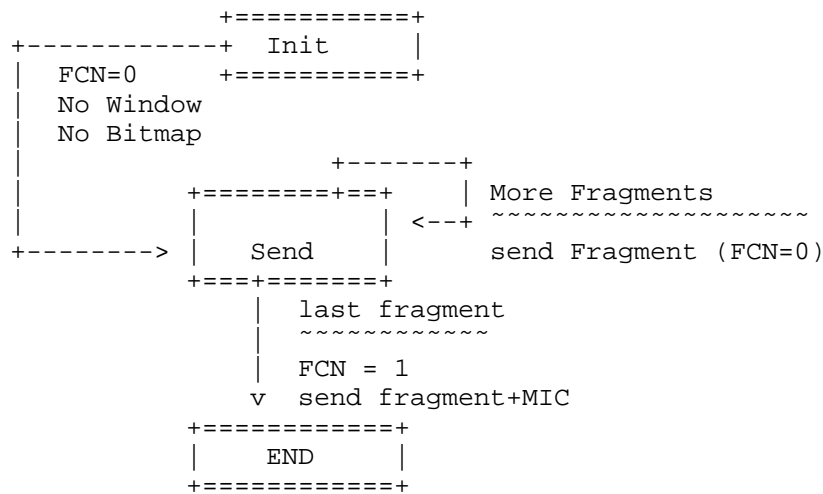 Init
FCN=0
No Window
No Bitmap
More Fragments
~~~~~~~~~~~~~~~~~~~~
Send
send Fragment (FCN=0)
last fragment
~~~~~~~~~~~~
FCN = 1
send fragment+MIC
END